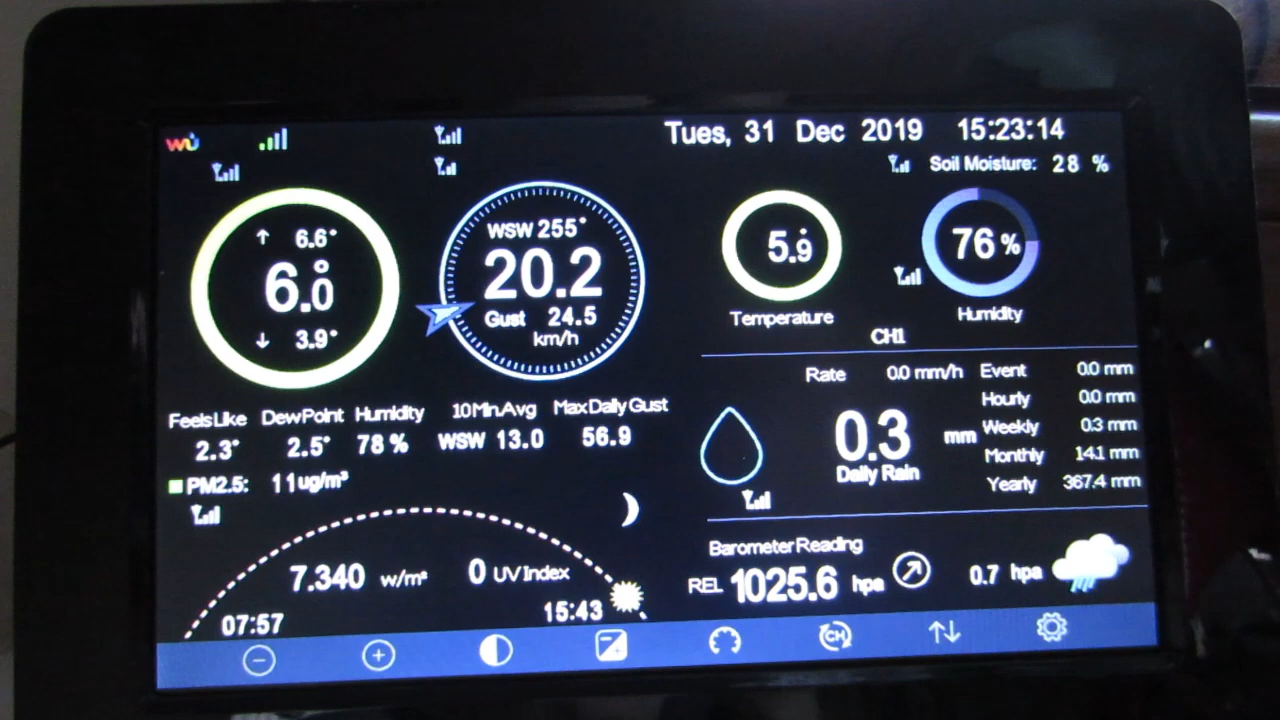 wu
Tues, 31 Dec 2019 15:23:14
Soil Moisture: 28 %
↑ 6.6°
6.0°
↓ 3.9°
WSW 255°
20.2
Gust 24.5
km/h
5.9°
Temperature
76 %
Humidity
CH1
Feels Like Dew Point Humidity
2.3° 2.5° 78 %
10 Min. Avg Max Daily Gust
WSW 13.0 56.9
PM2.5: 11 ug/m³
Rate 0.0 mm/h
0.3 mm
Daily Rain
Event 0.0 mm
Hourly 0.0 mm
Weekly 0.3 mm
Monthly 14.1 mm
Yearly 367.4 mm
7.340 w/m² 0 UV Index
07:57 15:43
Barometer Reading
REL 1025.6 hpa 0.7 hpa
CH